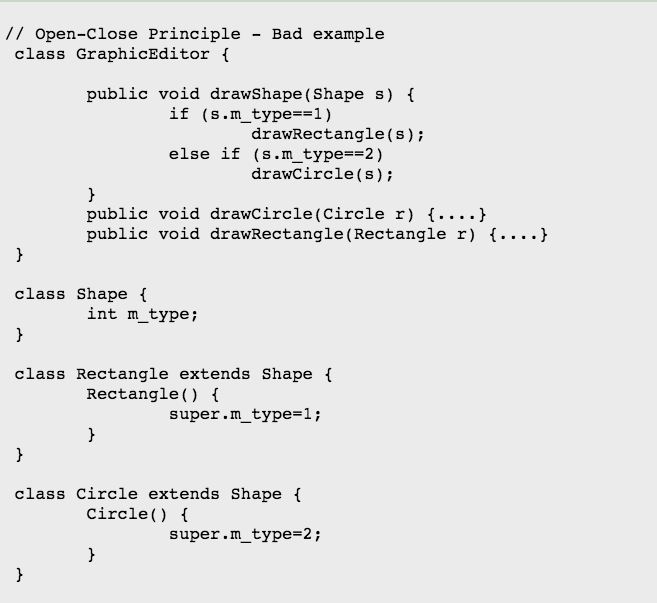 // Open-Close Principle - Bad example
class GraphicEditor {
public void drawShape(Shape s) {
if (s.m_type==1)
drawRectangle(s);
else if (s.m_type==2)
drawCircle(s);
}
public void drawCircle(Circle r) {....}
public void drawRectangle(Rectangle r) {....}
}
class Shape {
int m_type;
}
class Rectangle extends Shape {
Rectangle() {
super.m_type=1;
}
}
class Circle extends Shape {
Circle() {
super.m_type=2;
}
}